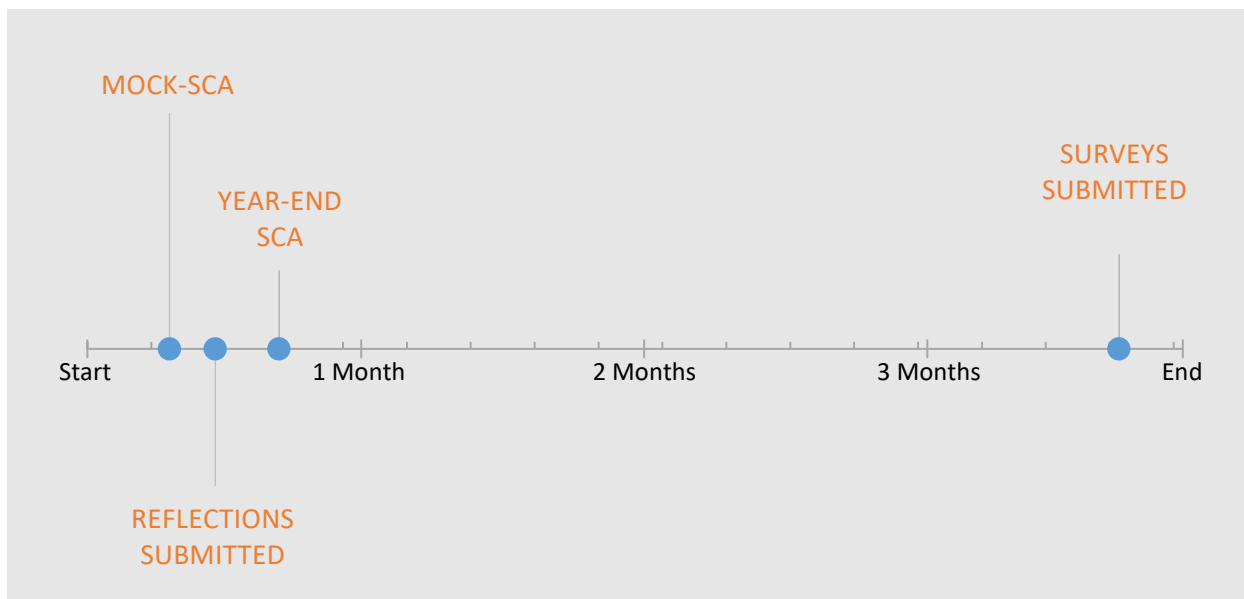 MOCK-SCA
SURVEYS
SUBMITTED
YEAR-END
SCA
Start
1 Month
2 Months
3 Months
End
REFLECTIONS
SUBMITTED